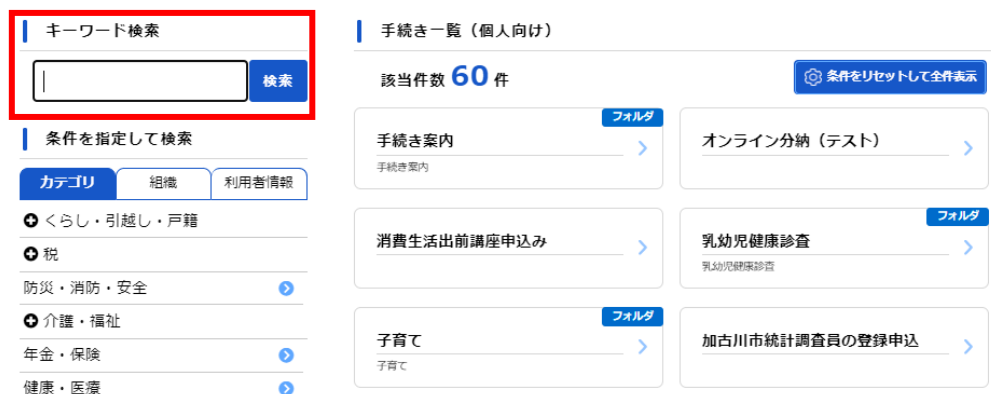 キーワード検索
検索
条件を指定して検索
カテゴリ 組織 利用者情報
くらし・引越し・戸籍
税
防災・消防・安全
介護・福祉
年金・保険
健康・医療
手続き一覧（個人向け）
該当件数 60 件
条件をリセットして全件表示
フォルダ
手続き案内
手続き案内
オンライン分納（テスト）
消費生活出前講座申込み
フォルダ
乳幼児健康診査
乳幼児健康診査
フォルダ
子育て
子育て
加古川市統計調査員の登録申込